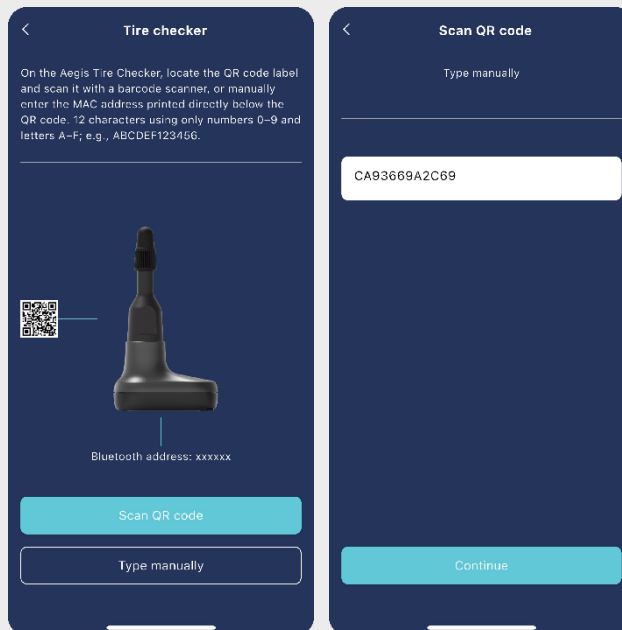 Tire checker
On the Aegis Tire Checker, locate the QR code label
and scan it with a barcode scanner, or manually
enter the MAC address printed directly below the
QR code. 12 characters using only numbers 0–9 and
letters A–F; e.g., ABCDEF123456.
Bluetooth address: xxxxxx
Scan QR code
Type manually
Scan QR code
Type manually
CA93669A2C69
Continue